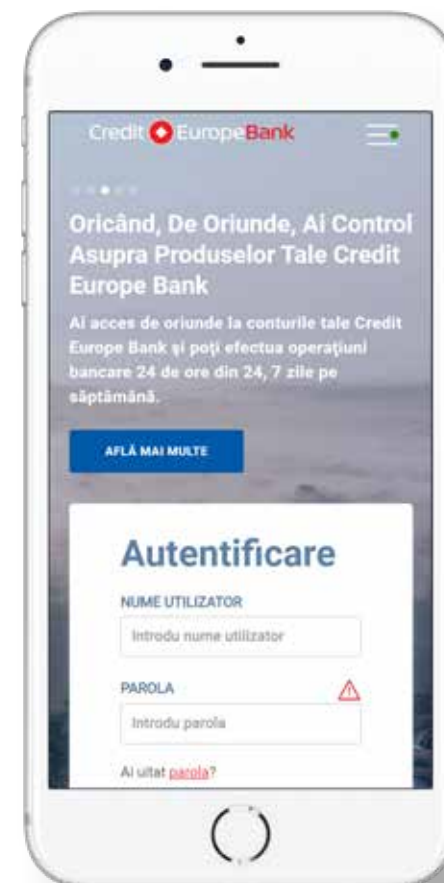 Credit EuropeBank
Oricând, De Oriunde, Ai Control
Asupra Produselor Tale Credit
Europe Bank
Ai acces de oriunde la conturile tale Credit
Europe Bank și poți efectua operațiuni
bancare 24 de ore din 24, 7 zile pe
săptămână.
AFLĂ MAI MULTE
Autentificare
NUME UTILIZATOR
Introdu nume utilizator
PAROLA
Introdu parola
Ai uitat parola?